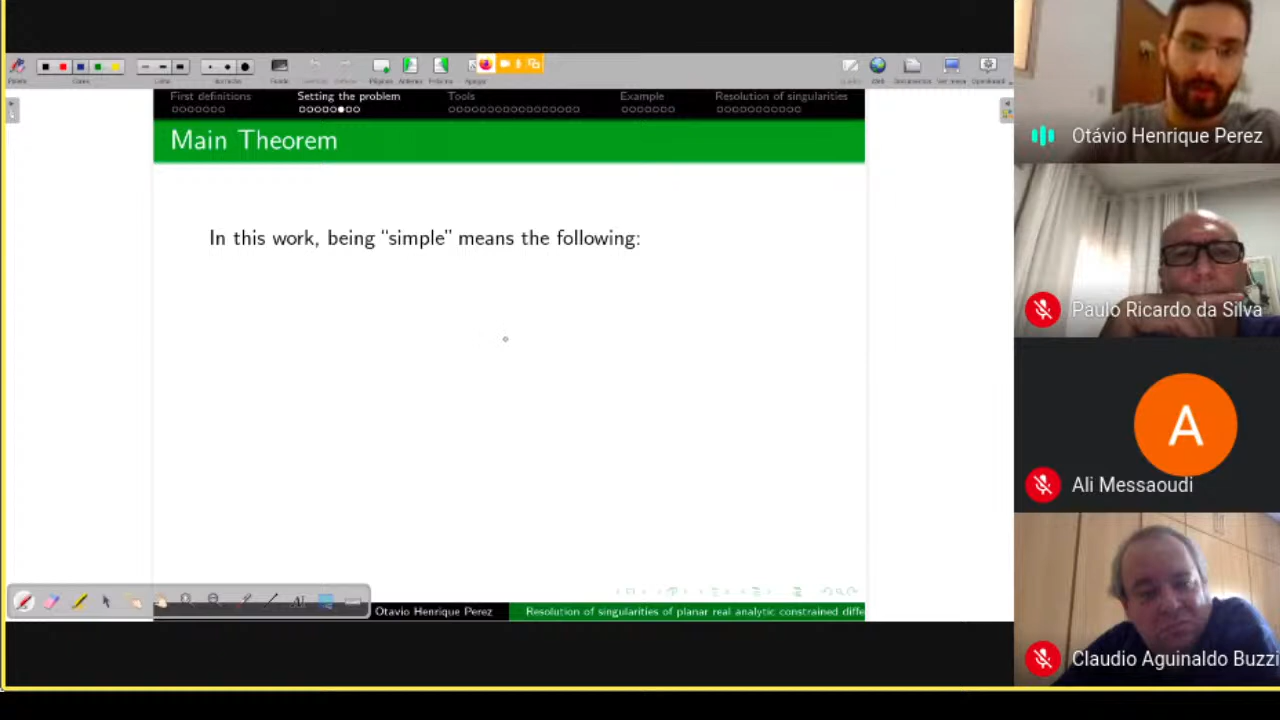 First definitions
Setting the problem
Tools
Example
Resolution of singularities
Main Theorem
In this work, being “simple” means the following:
Otavio Henrique Perez
Resolution of singularities of planar real analytic constrained diffe
Otávio Henrique Perez
Paulo Ricardo da Silva
A
Ali Messaoudi
Claudio Aguinaldo Buzzi